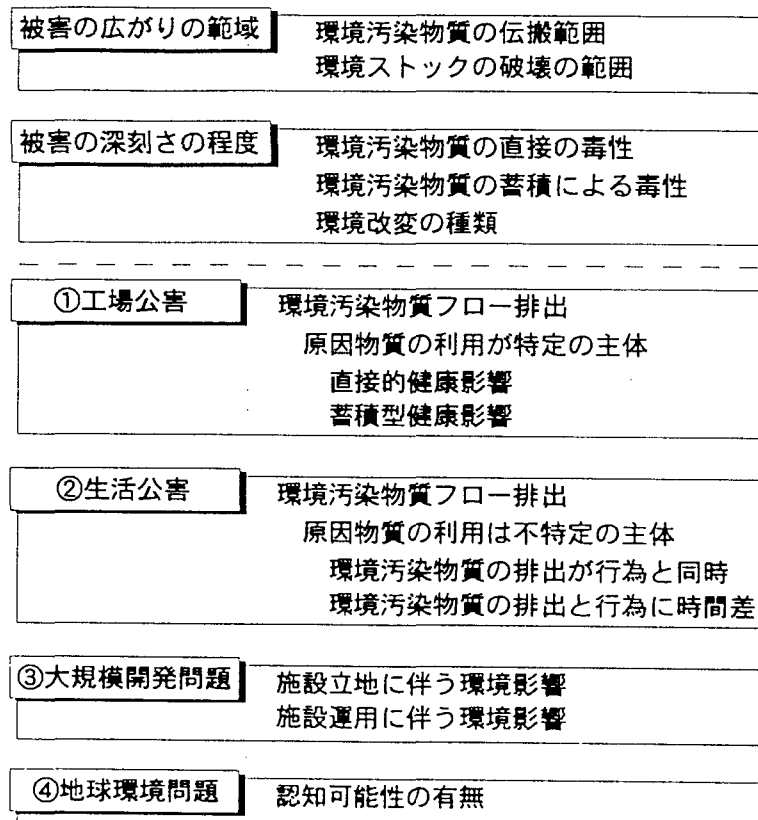 被害の広がりの範域
環境汚染物質の伝搬範囲
環境ストックの破壊の範囲
被害の深刻さの程度
環境汚染物質の直接の毒性
環境汚染物質の蓄積による毒性
環境改変の種類
①工場公害
環境汚染物質フロー排出
原因物質の利用が特定の主体
直接的健康影響
蓄積型健康影響
②生活公害
環境汚染物質フロー排出
原因物質の利用は不特定の主体
環境汚染物質の排出が行為と同時
環境汚染物質の排出と行為に時間差
③大規模開発問題
施設立地に伴う環境影響
施設運用に伴う環境影響
④地球環境問題
認知可能性の有無